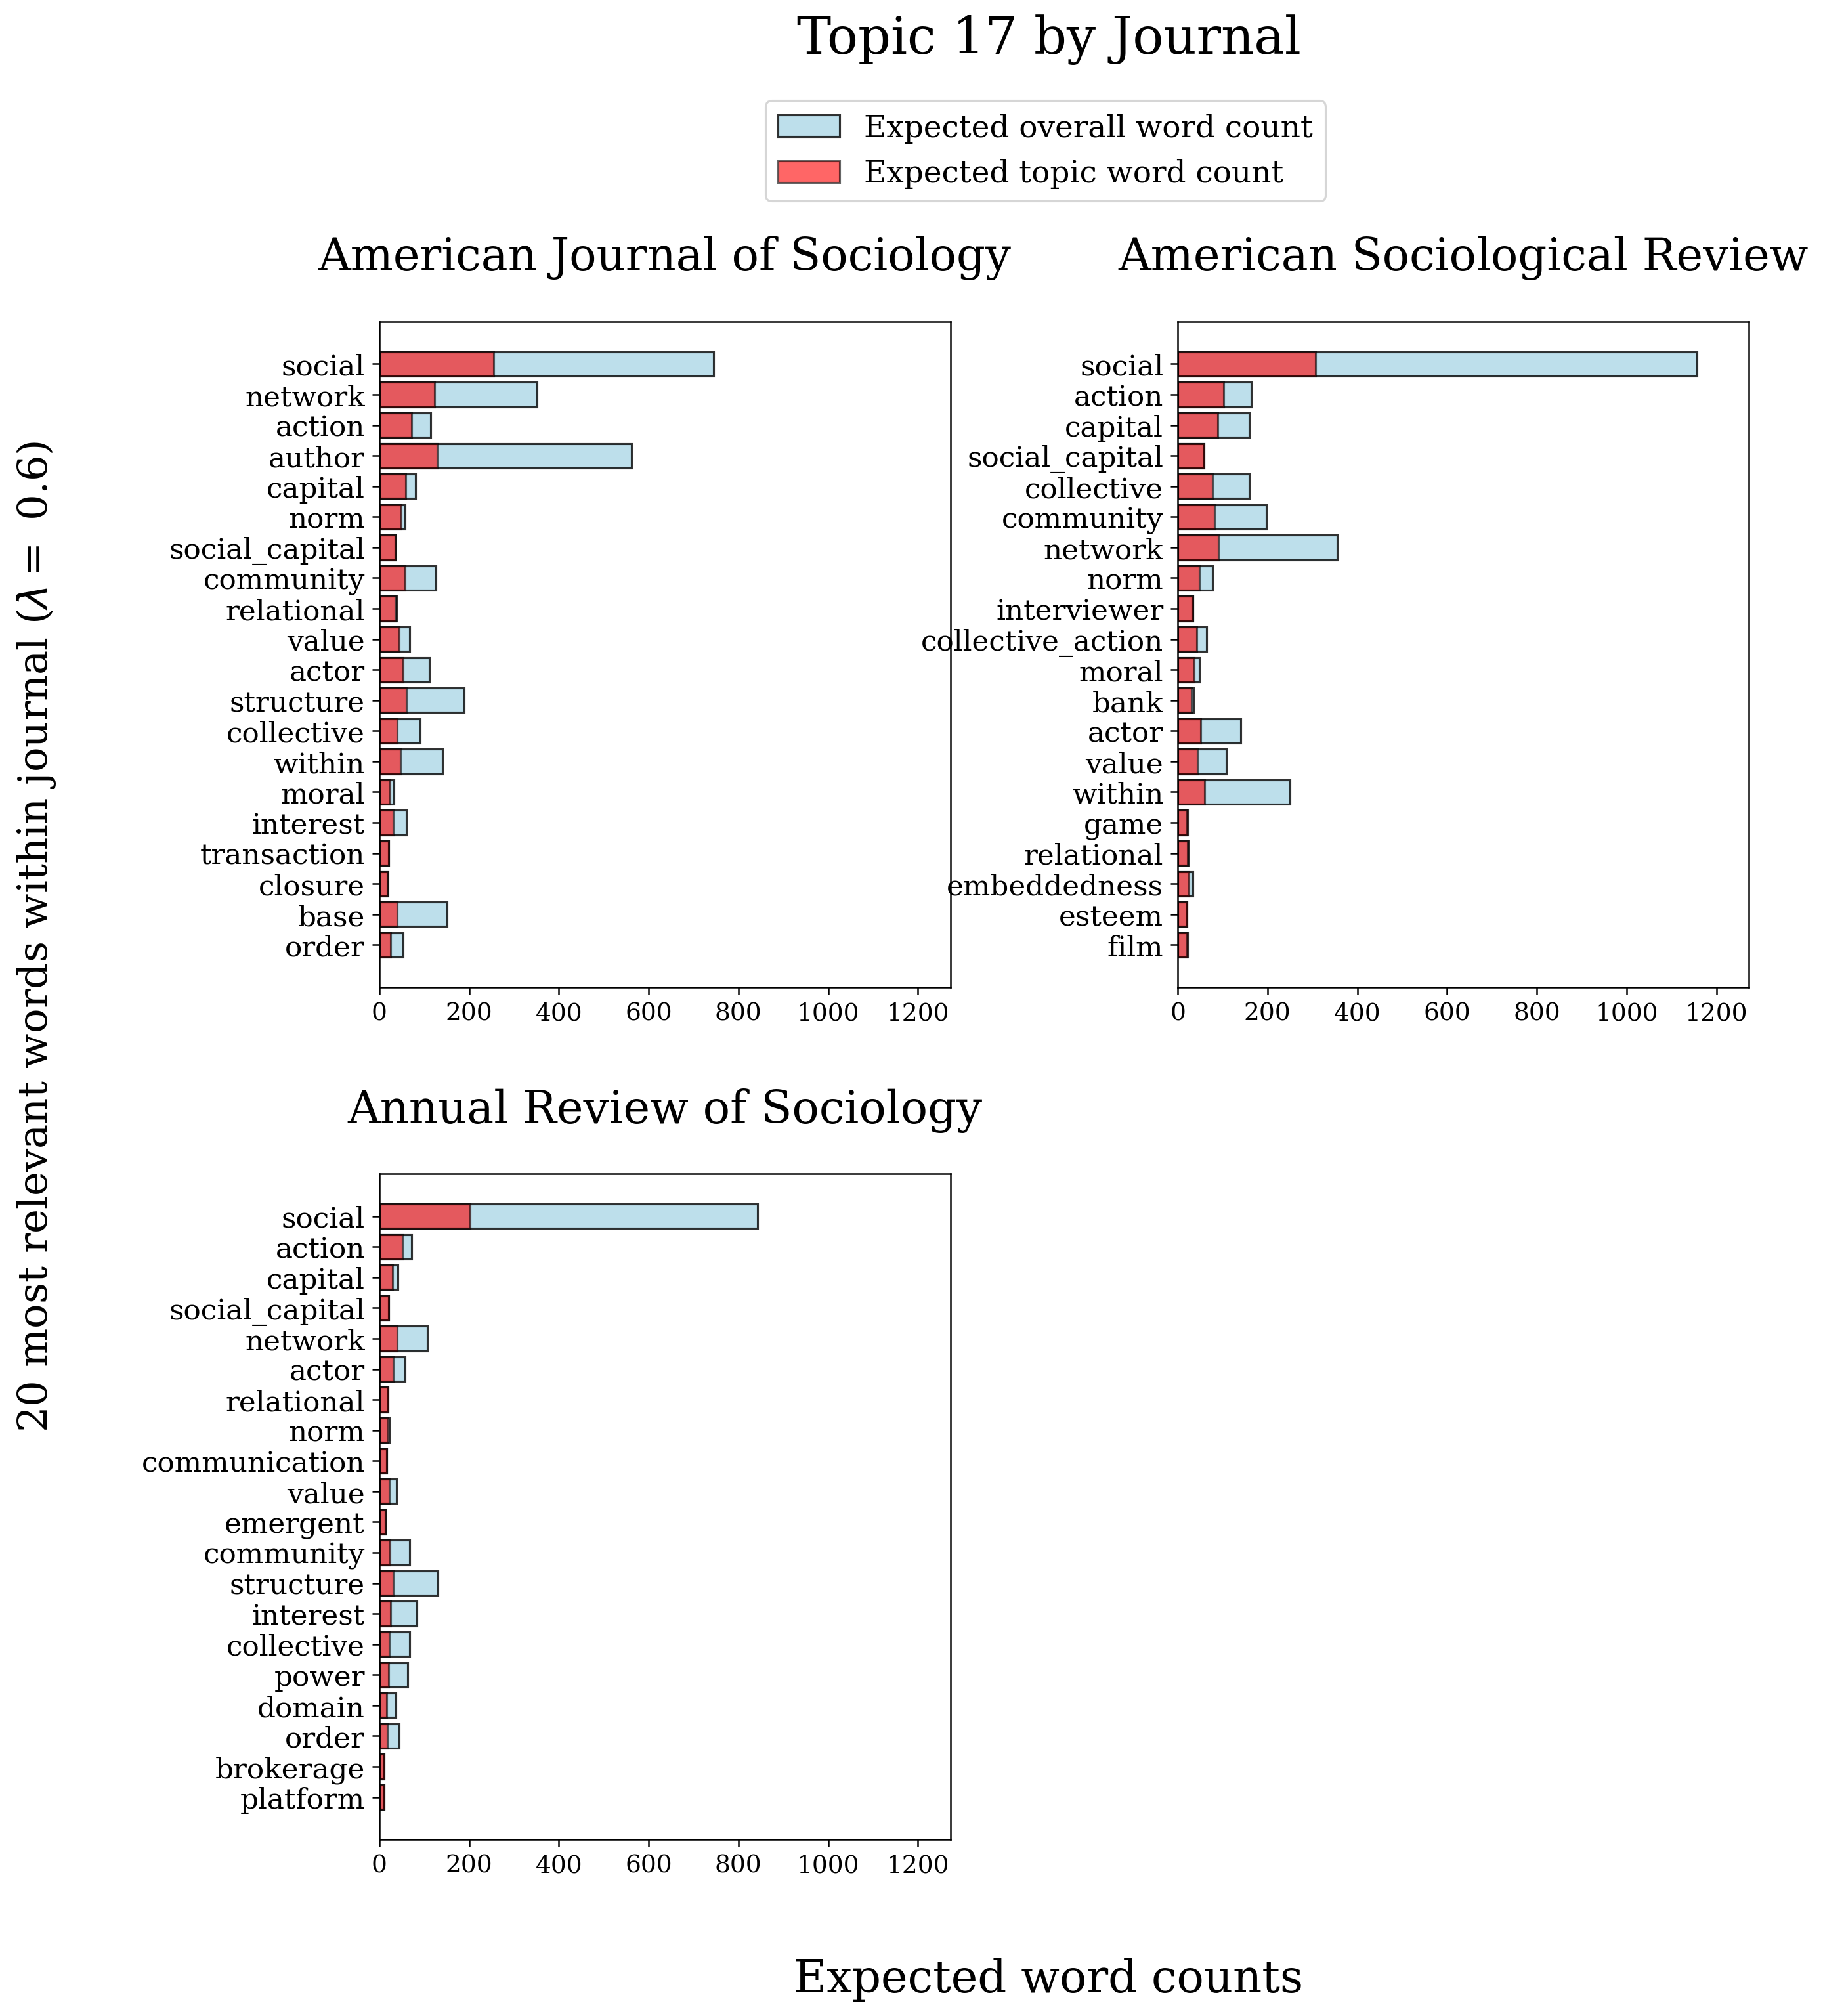 Topic 17 by Journal
Expected overall word count
Expected topic word count
20 most relevant words within journal (λ = 0.6)
American Journal of Sociology
social
network
action
author
capital
norm
social_capital
community
relational
value
actor
structure
collective
within
moral
interest
transaction
closure
base
order
0 200 400 600 800 1000 1200
American Sociological Review
social
action
capital
social_capital
collective
community
network
norm
interviewer
collective_action
moral
bank
actor
value
within
game
relational
embeddedness
esteem
film
0 200 400 600 800 1000 1200
Annual Review of Sociology
social
action
capital
social_capital
network
actor
relational
norm
communication
value
emergent
community
structure
interest
collective
power
domain
order
brokerage
platform
0 200 400 600 800 1000 1200
Expected word counts